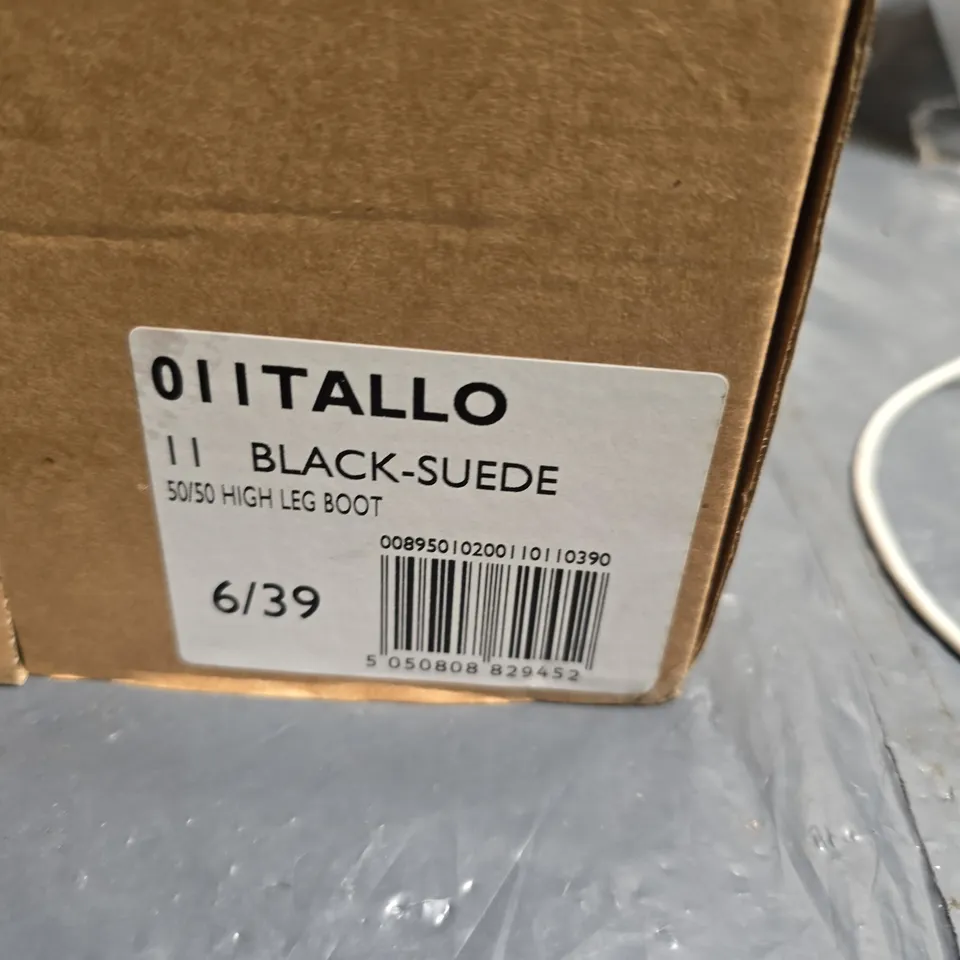 011TALLO
11 BLACK-SUEDE
50/50 HIGH LEG BOOT
00895010200110110390
6/39
5 050808 829452